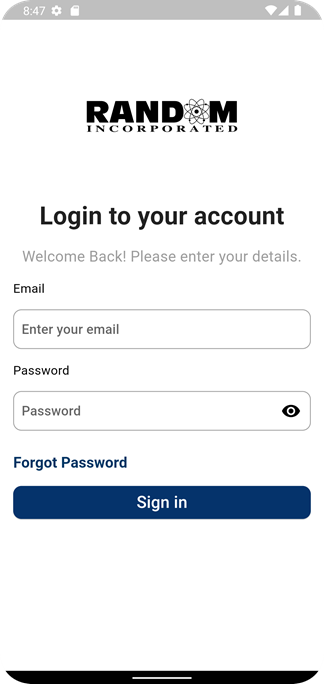 8:47
RANDOM
INCORPORATED
Login to your account
Welcome Back! Please enter your details.
Email
Enter your email
Password
Password
Forgot Password
Sign in